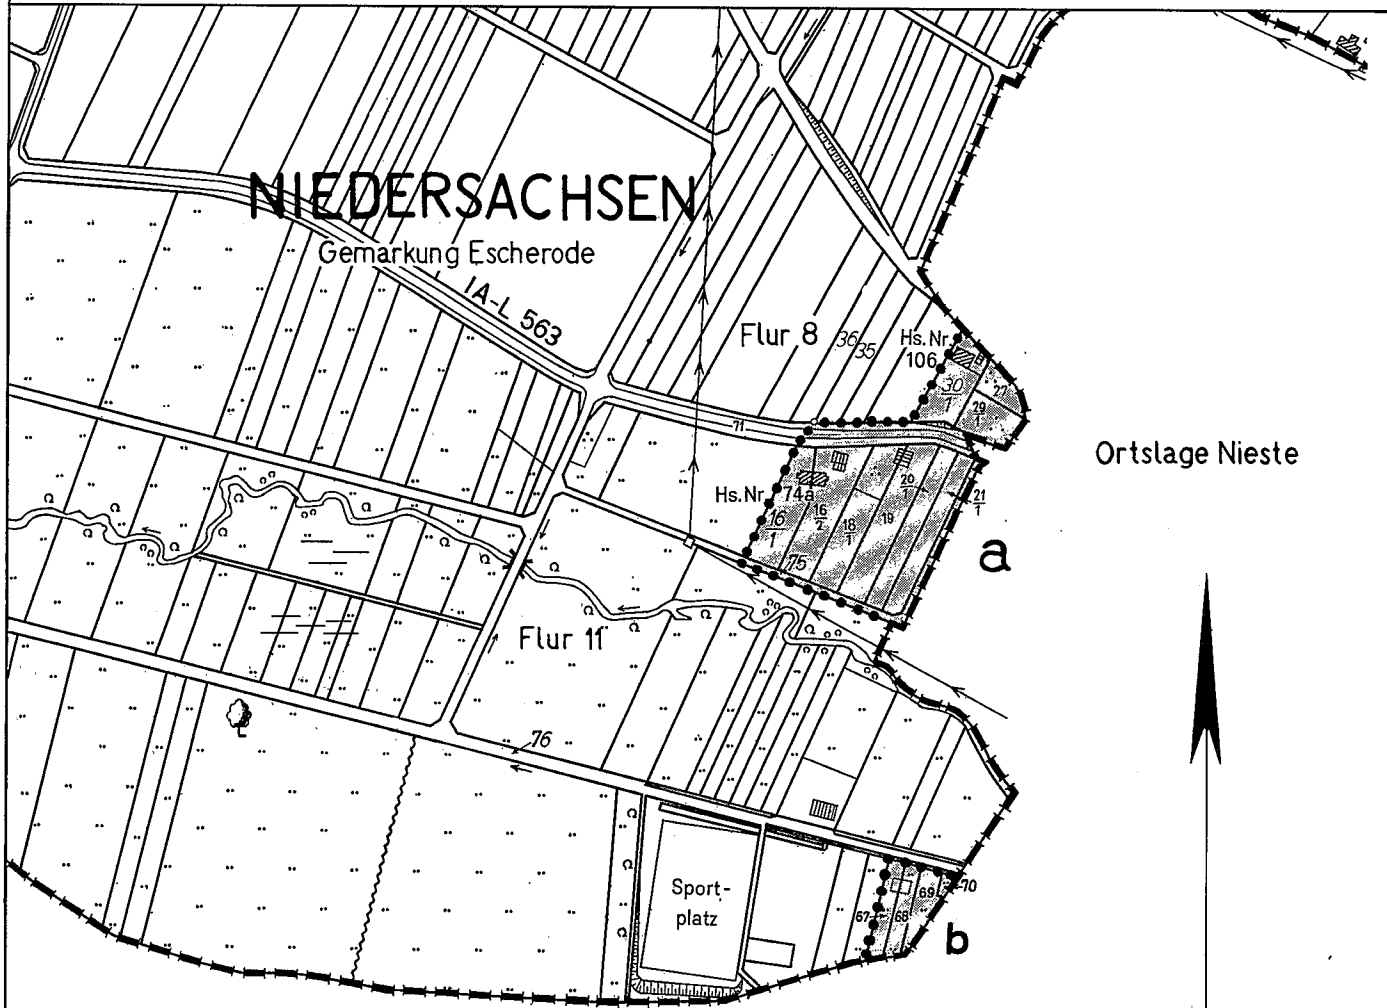 NIEDERSACHSEN
Gemarkung Escherode
IA-L 563
Flur 8
36
35
Hs. Nr.
106
30
1
27
29
1
71
Ortslage Nieste
Hs. Nr. 74a
16
1
16
2
18
1
19
20
1
21
1
75
a
Flur 11
76
Sport-
platz
67
68
69
70
b